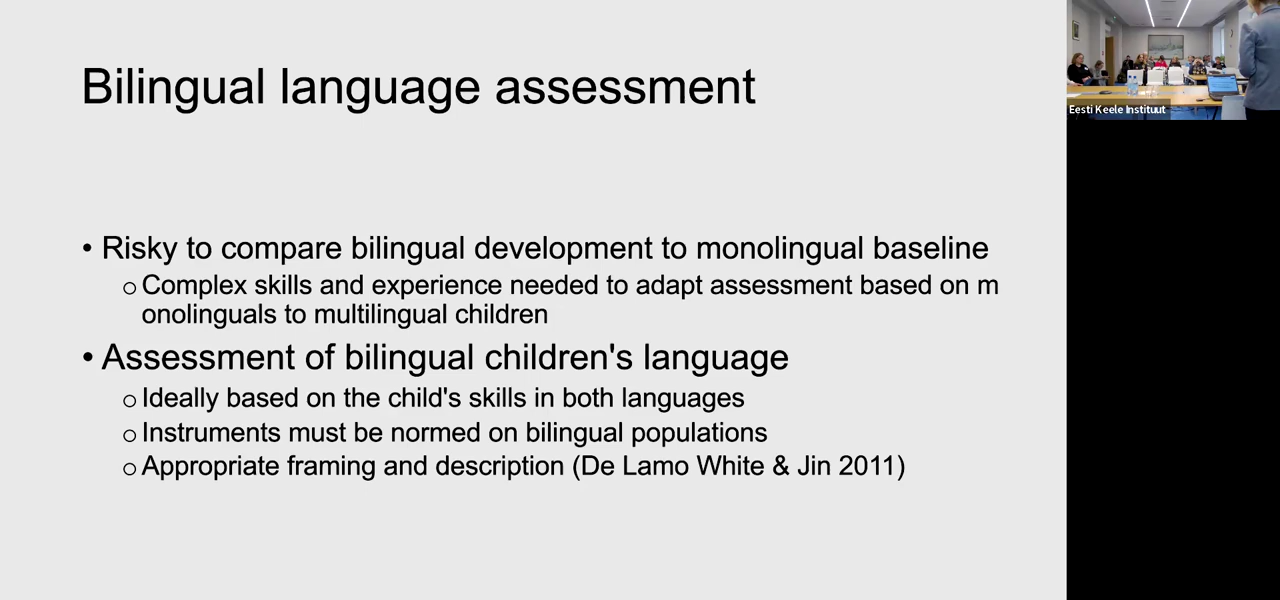 Bilingual language assessment
• Risky to compare bilingual development to monolingual baseline
o Complex skills and experience needed to adapt assessment based on m
onolinguals to multilingual children
• Assessment of bilingual children's language
o Ideally based on the child's skills in both languages
o Instruments must be normed on bilingual populations
o Appropriate framing and description (De Lamo White & Jin 2011)
Eesti Keele Instituut